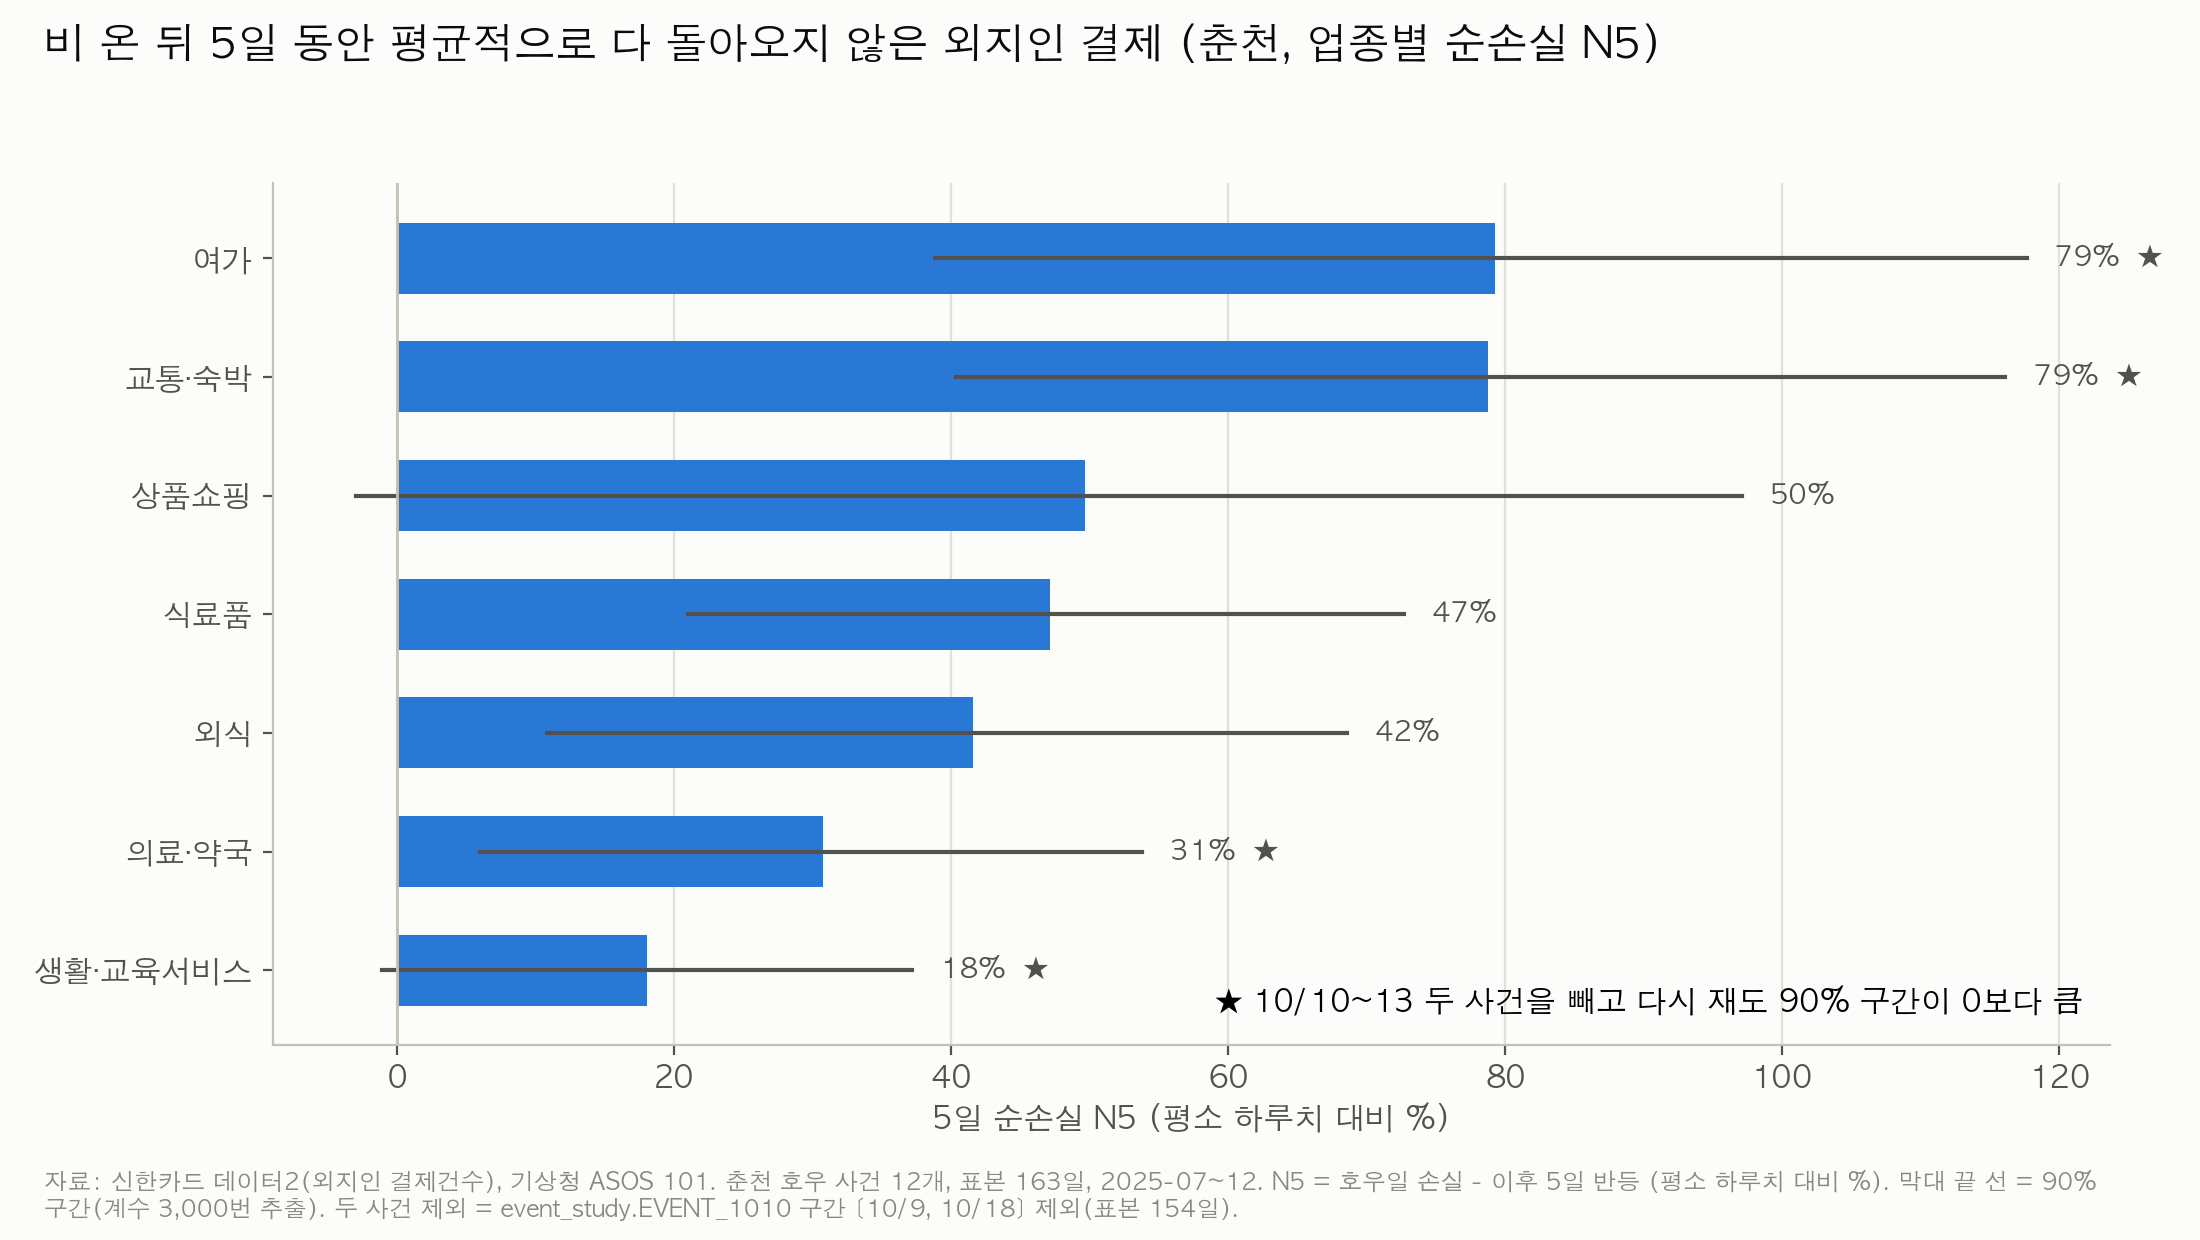 비 온 뒤 5일 동안 평균적으로 다 돌아오지 않은 외지인 결제 (춘천, 업종별 순손실 N5)
여가
79% ★
교통·숙박
79% ★
상품쇼핑
50%
식료품
47%
외식
42%
의료·약국
31% ★
생활·교육서비스
18% ★
★ 10/10~13 두 사건을 빼고 다시 재도 90% 구간이 0보다 큼
0 20 40 60 80 100 120
5일 순손실 N5 (평소 하루치 대비 %)
자료: 신한카드 데이터2(외지인 결제건수), 기상청 ASOS 101. 춘천 호우 사건 12개, 표본 163일, 2025-07~12. N5 = 호우일 손실 - 이후 5일 반등 (평소 하루치 대비 %). 막대 끝 선 = 90%
구간(계수 3,000번 추출). 두 사건 제외 = event_study.EVENT_1010 구간 [10/9, 10/18] 제외(표본 154일).